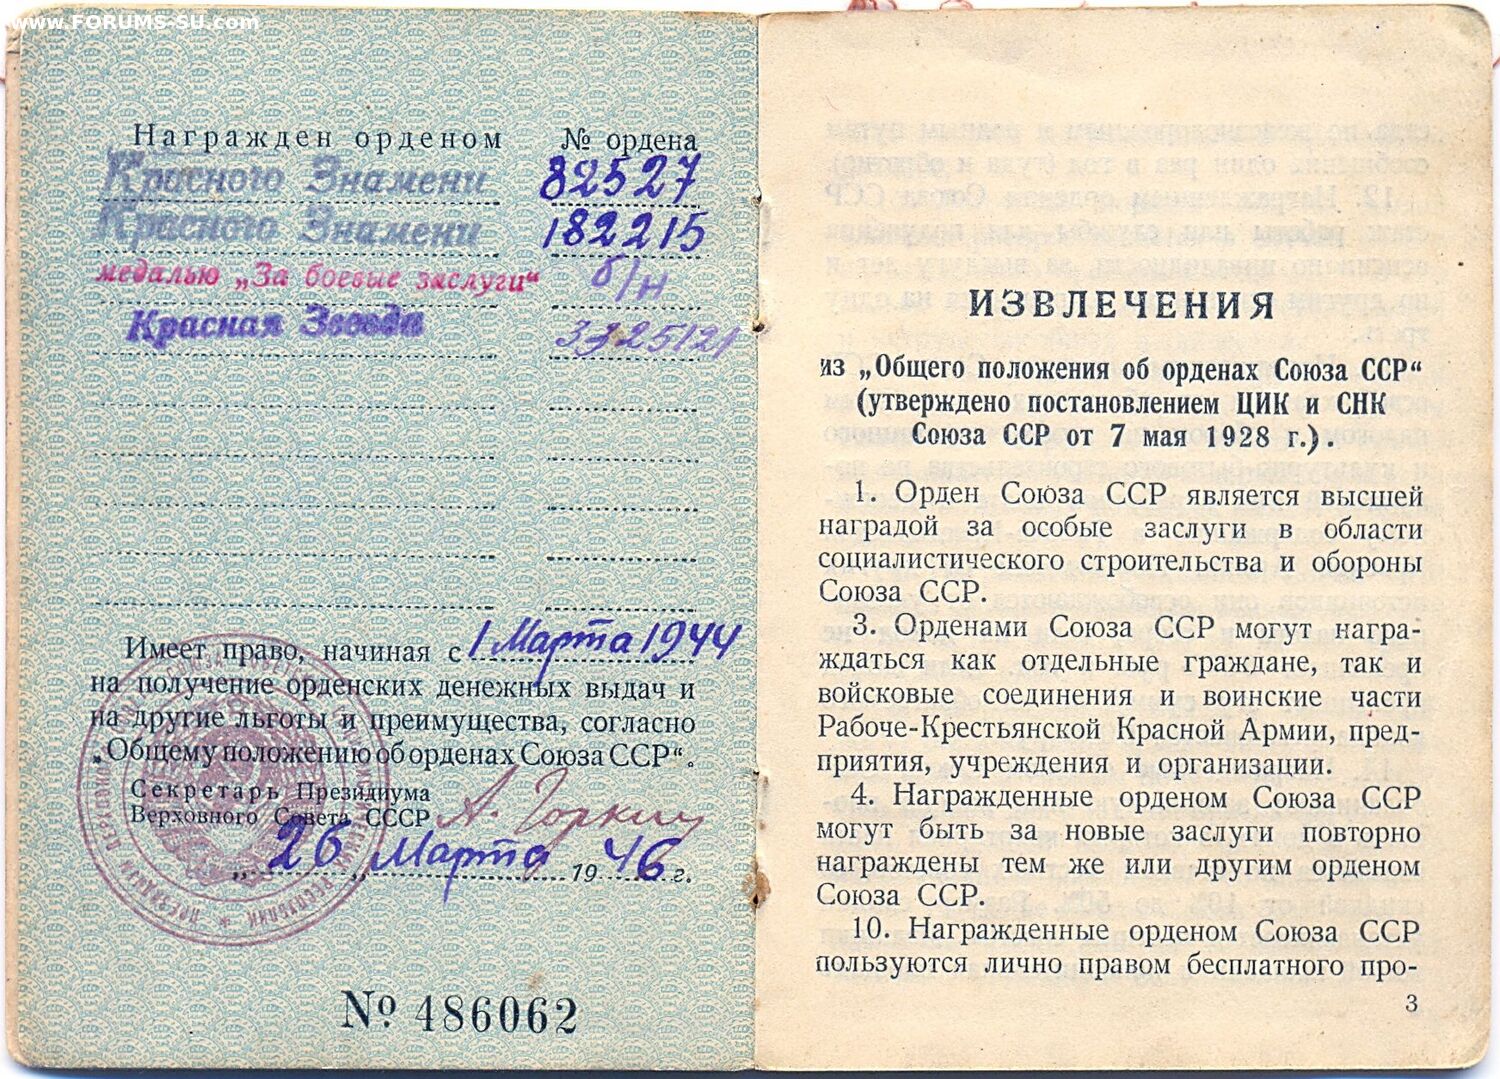 www.FORUMS-SU.com
Награжден орденом № ордена
Красного Знамени 82527
Красного Знамени 182215
медалью „За боевые заслуги“ б/н
Красная Звезда 3325121
Имеет право, начиная с 1 Марта 1944
на получение орденских денежных выдач и
на другие льготы и преимущества, согласно
„Общему положению об орденах Союза ССР“.
Секретарь Президиума
Верховного Совета СССР А. Горкин
„26„ Марта 1946 г.
№ 486062
ИЗВЛЕЧЕНИЯ
из „Общего положения об орденах Союза ССР“
(утверждено постановлением ЦИК и СНК
Союза ССР от 7 мая 1928 г.)
1. Орден Союза ССР является высшей
наградой за особые заслуги в области
социалистического строительства и обороны
Союза ССР.
3. Орденами Союза ССР могут награ-
ждаться как отдельные граждане, так и
войсковые соединения и воинские части
Рабоче-Крестьянской Красной Армии, пред-
приятия, учреждения и организации.
4. Награжденные орденом Союза ССР
могут быть за новые заслуги повторно
награждены тем же или другим орденом
Союза ССР.
10. Награжденные орденом Союза ССР
пользуются лично правом бесплатного про-
3